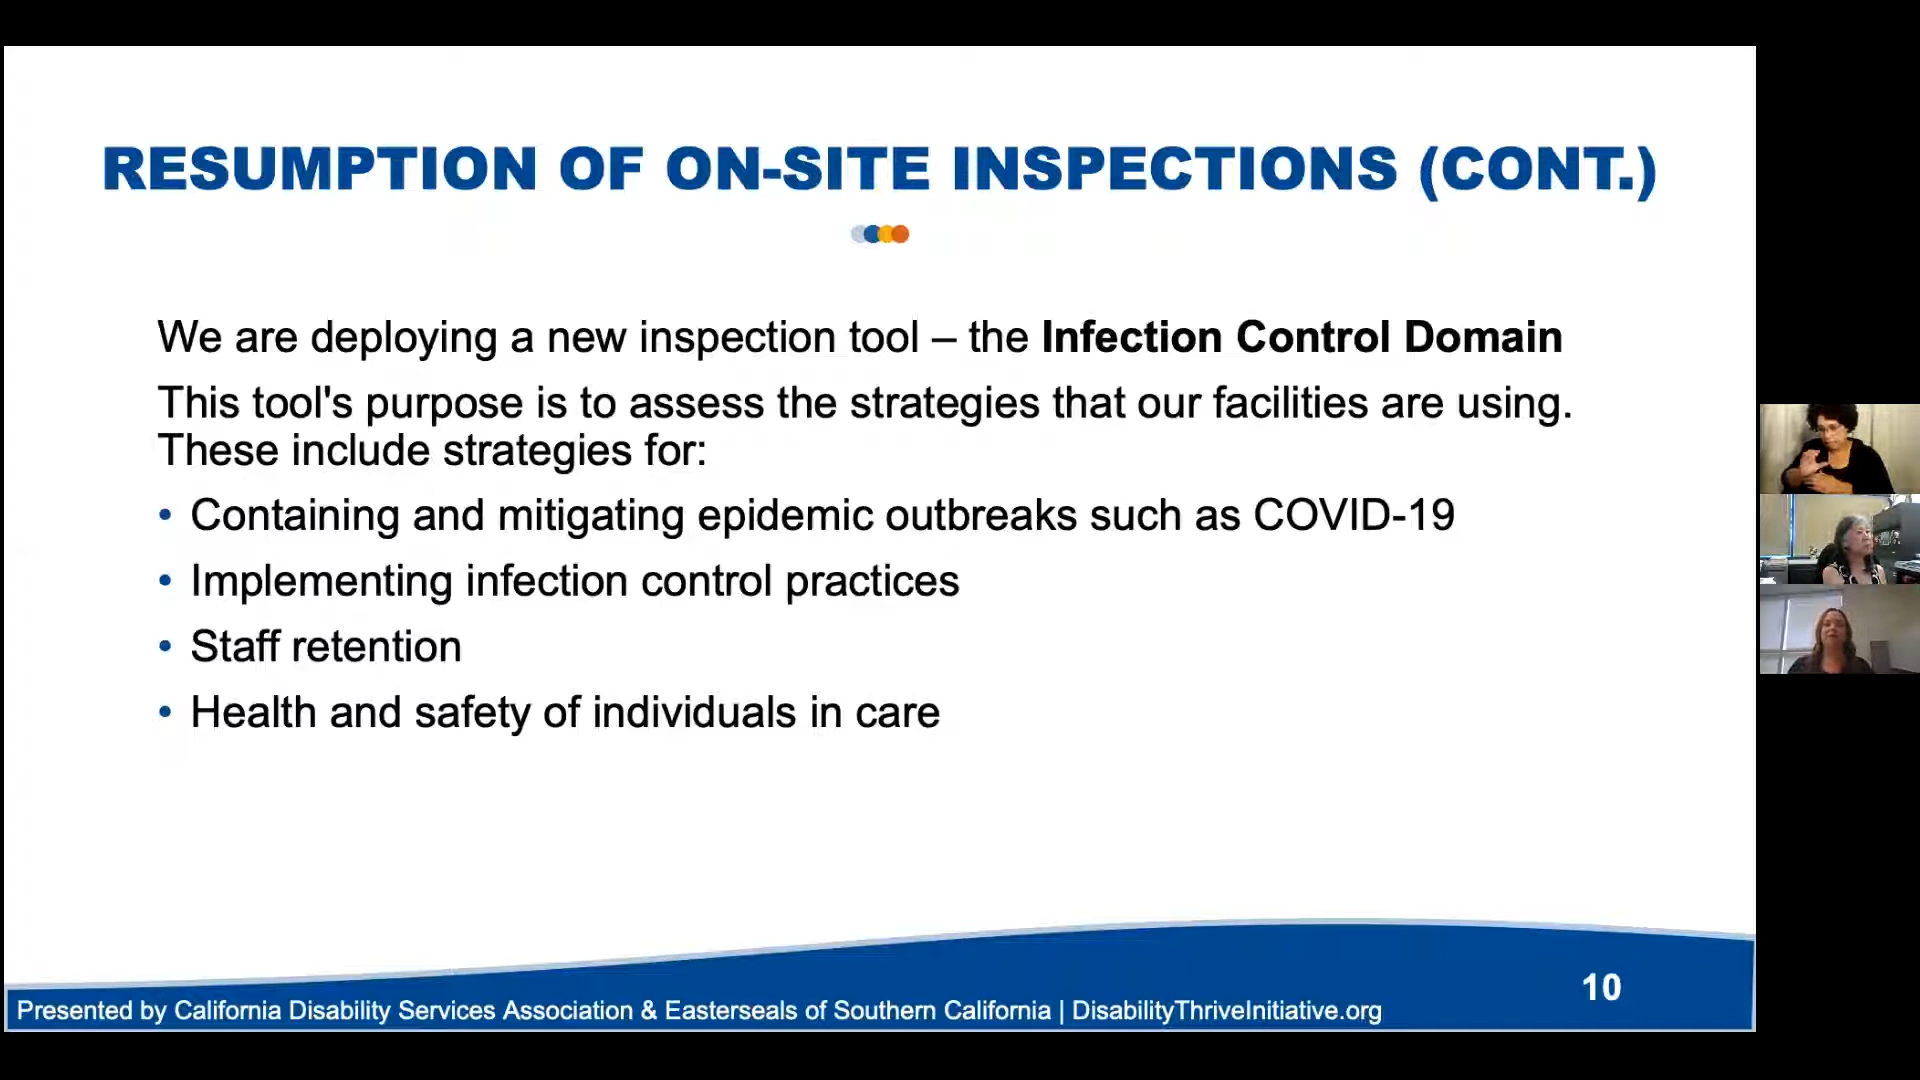 RESUMPTION OF ON-SITE INSPECTIONS (CONT.)
We are deploying a new inspection tool – the Infection Control Domain
This tool's purpose is to assess the strategies that our facilities are using.
These include strategies for:
• Containing and mitigating epidemic outbreaks such as COVID-19
• Implementing infection control practices
• Staff retention
• Health and safety of individuals in care
10
Presented by California Disability Services Association & Easterseals of Southern California | DisabilityThriveInitiative.org